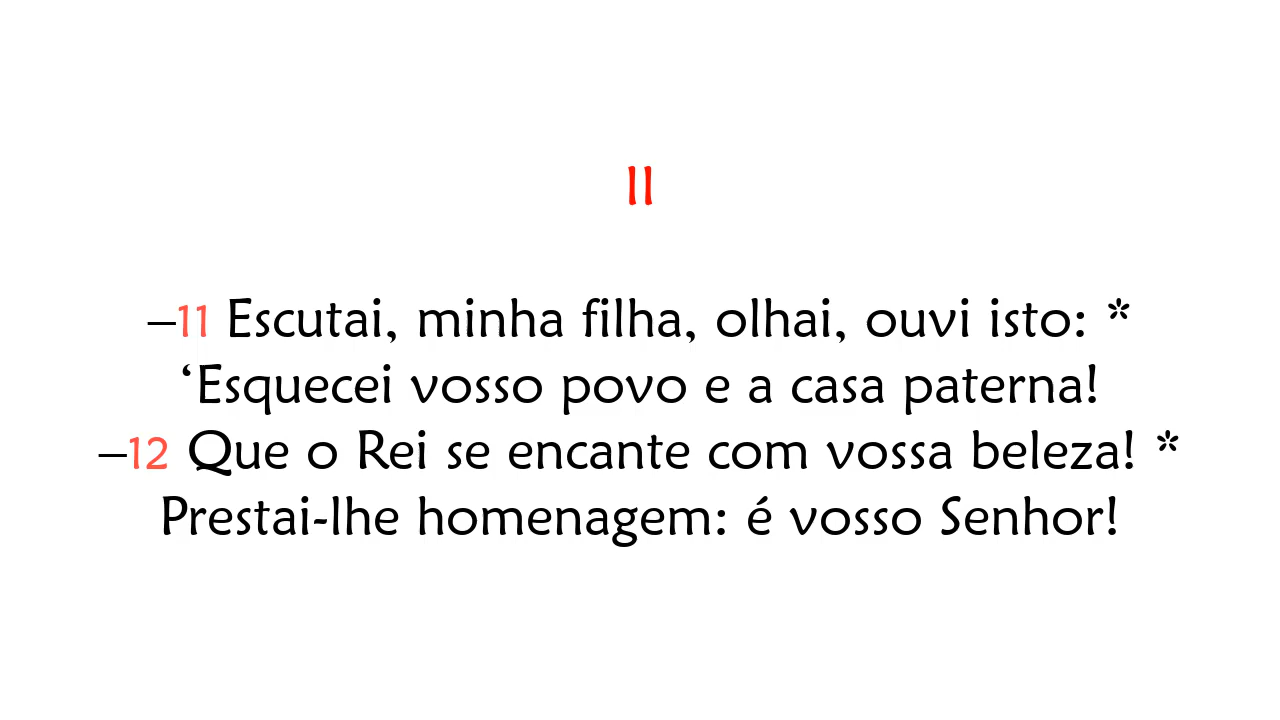 II
–11 Escutai, minha filha, olhai, ouvi isto: *
‘Esquecei vosso povo e a casa paterna!
–12 Que o Rei se encante com vossa beleza! *
Prestai-lhe homenagem: é vosso Senhor!